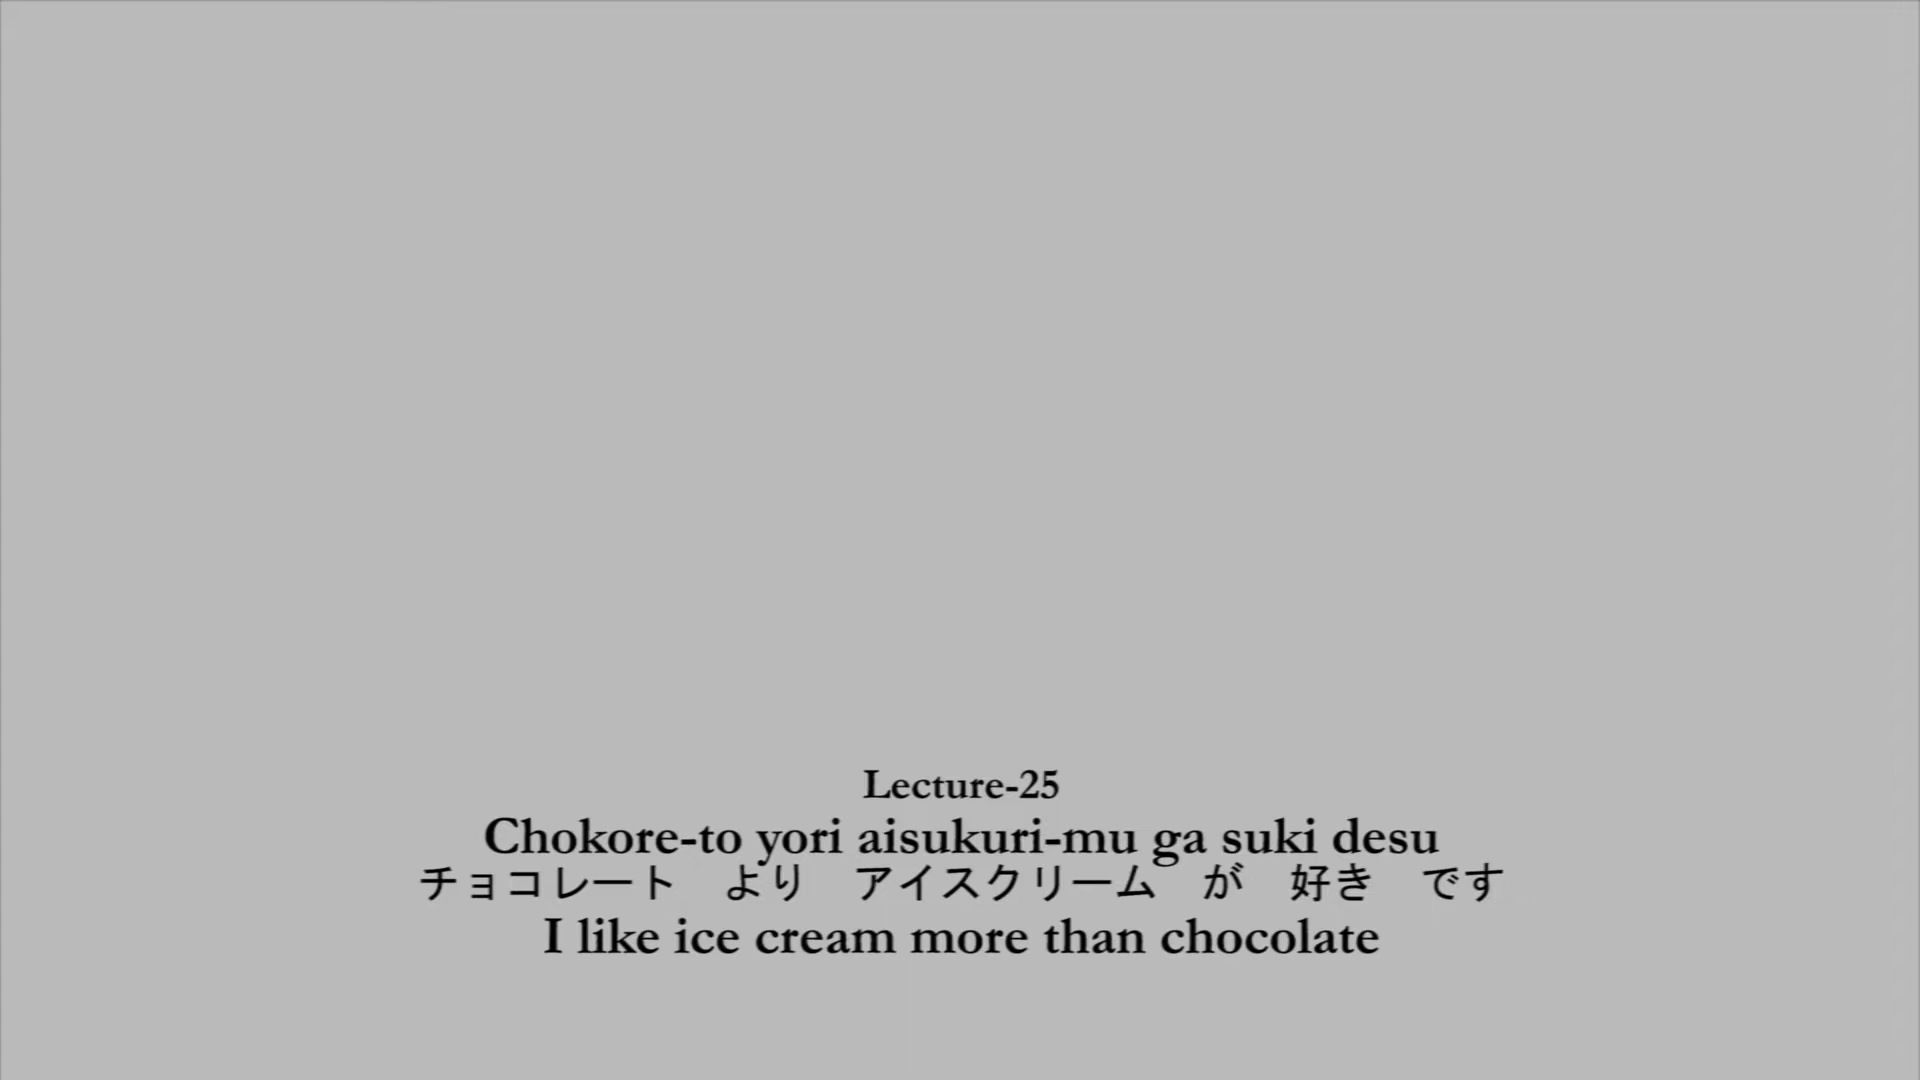 Lecture-25
Chokore-to yori aisukuri-mu ga suki desu
チョコレート　より　アイスクリーム　が　好き　です
I like ice cream more than chocolate